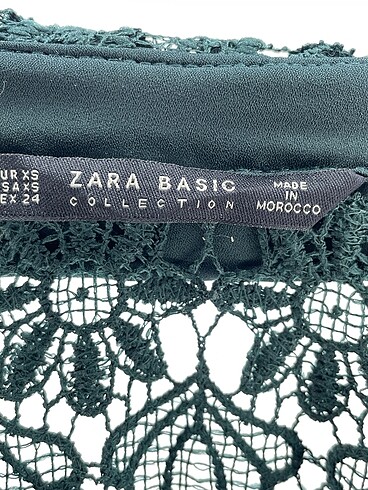 UR XS
SA XS
EX 24
ZARA BASIC
COLLECTION
MADE
IN
MOROCCO